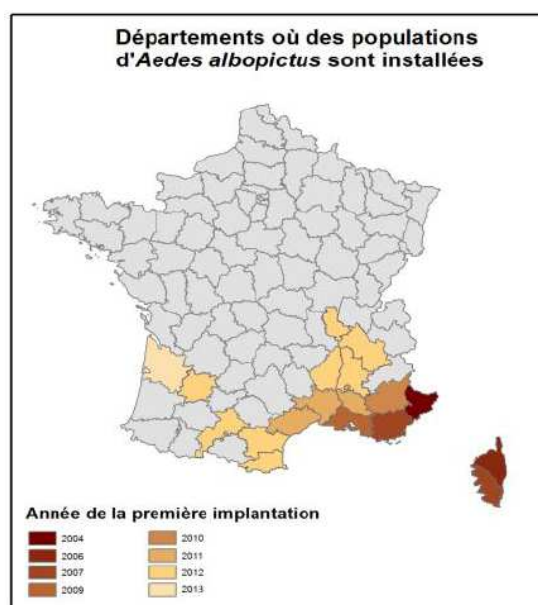 Départements où des populations
d'Aedes albopictus sont installées
Année de la première implantation
2004
2006
2007
2009
2010
2011
2012
2013